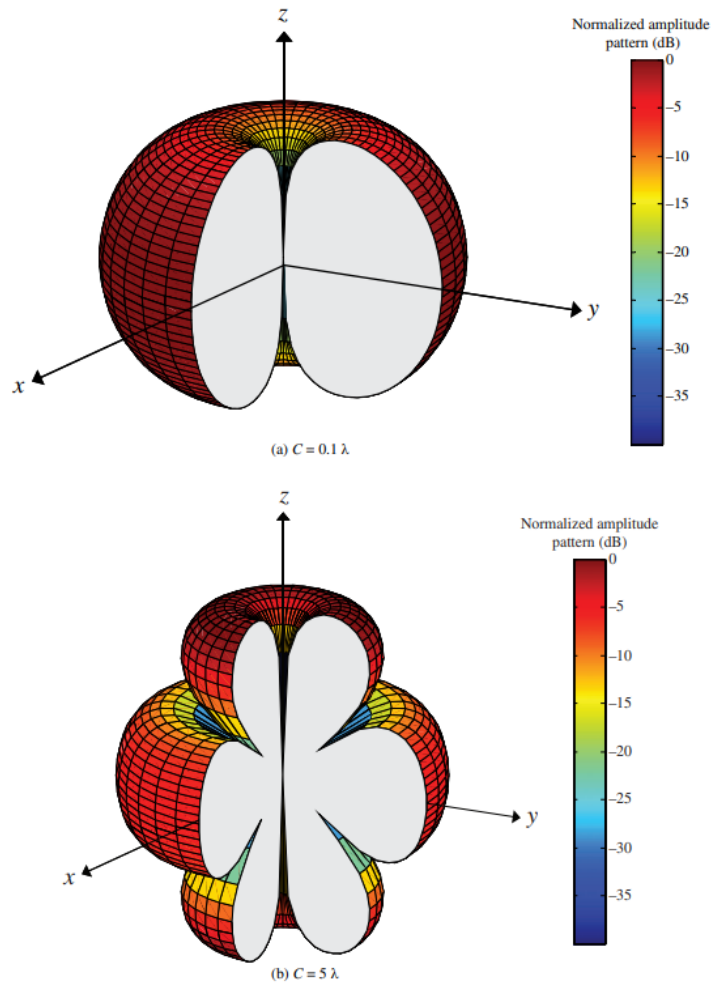 z
Normalized amplitude
pattern (dB)
0
–5
–10
–15
–20
–25
–30
–35
y
x
(a) C = 0.1 λ
z
Normalized amplitude
pattern (dB)
0
–5
–10
–15
–20
–25
–30
–35
y
x
(b) C = 5 λ